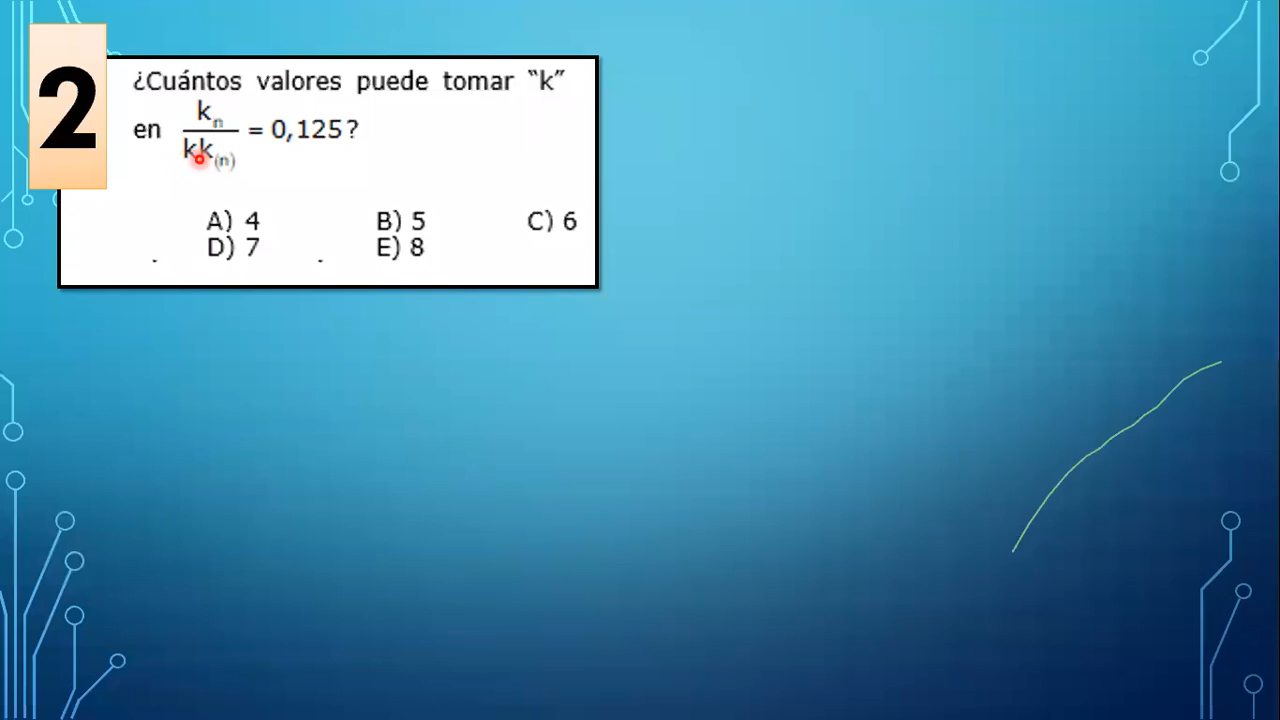 2
¿Cuántos valores puede tomar “k”
en k_n / kk_(n) = 0,125?
A) 4 B) 5 C) 6
D) 7 E) 8